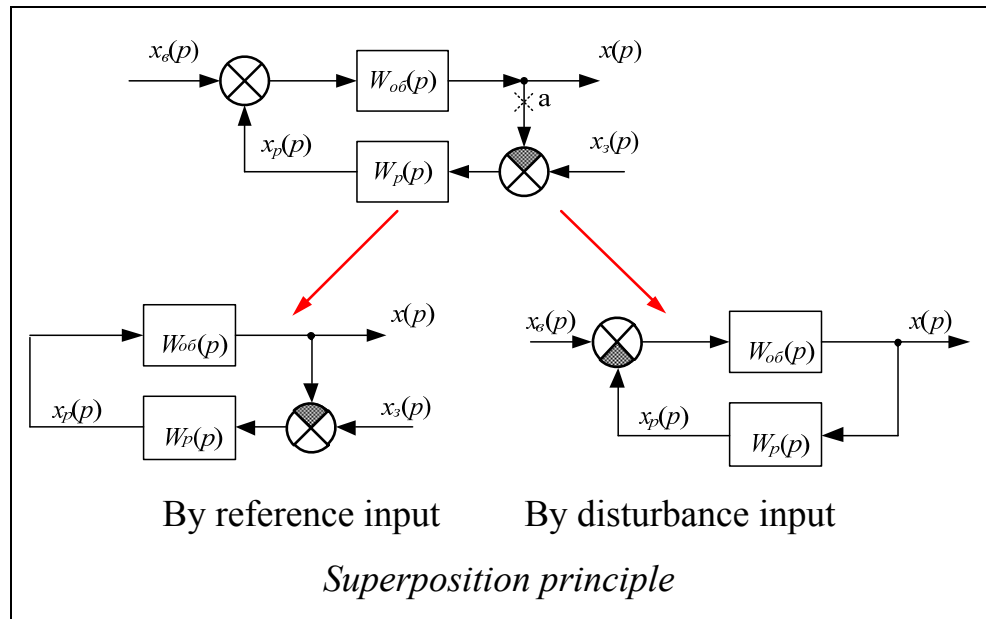 xв(p)
x(p)
Wоб(p)
a
xр(p)
xз(p)
Wр(p)
x(p)
Wоб(p)
xр(p)
xз(p)
Wр(p)
xв(p)
x(p)
Wоб(p)
xр(p)
Wр(p)
By reference input
By disturbance input
Superposition principle